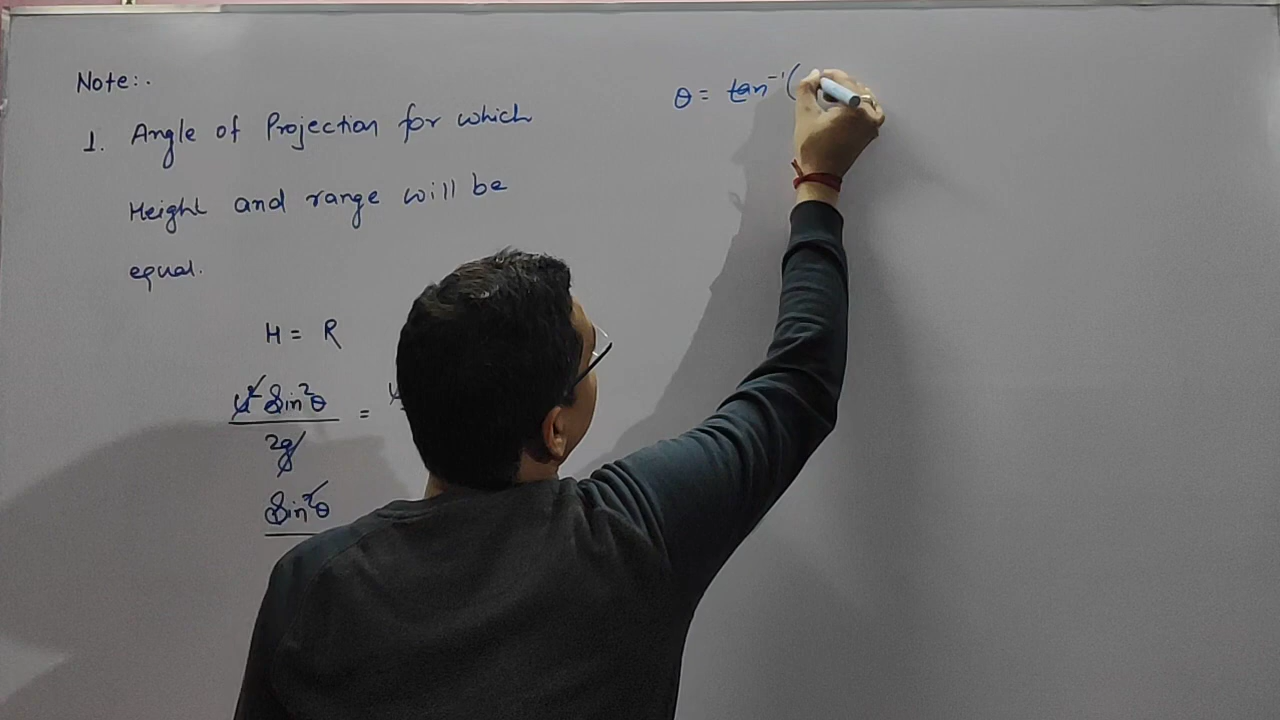 Note:-
1. Angle of Projection for which
Height and range will be
equal.
H = R
u² Sin²θ / 2g =
Sin²θ
θ = tan⁻¹(